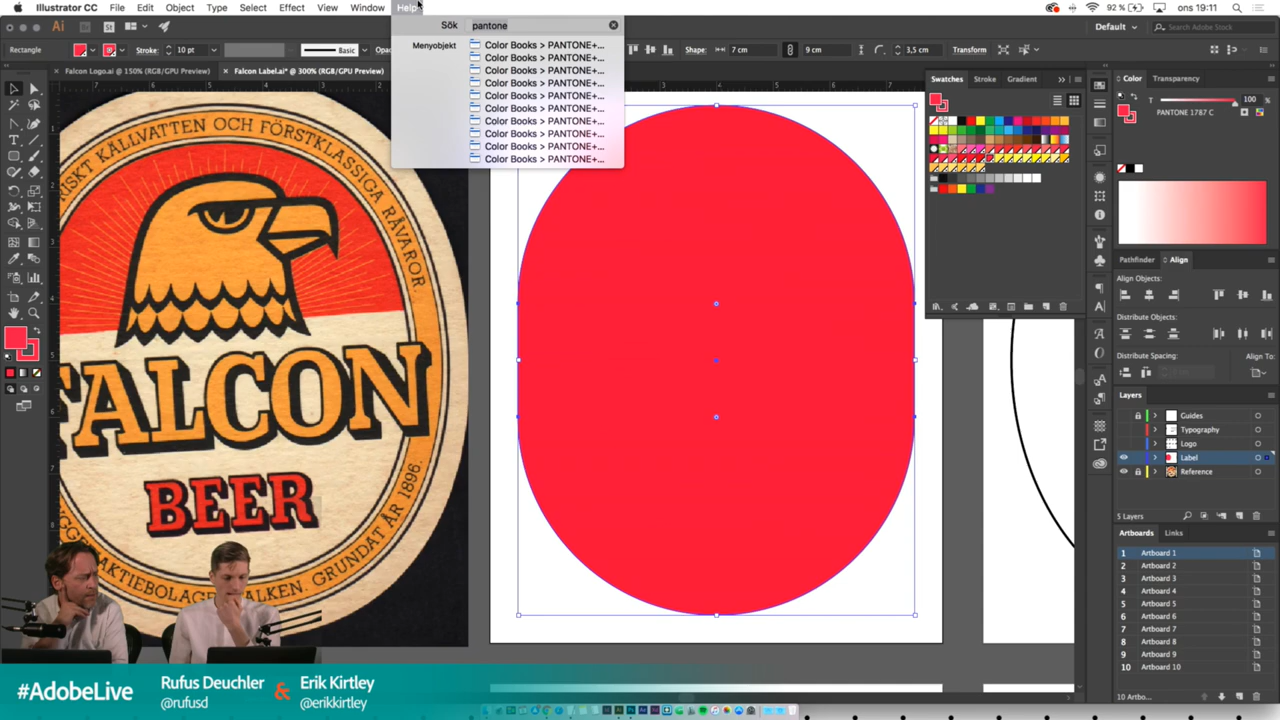 Illustrator CC File Edit Object Type Select Effect View Window Help
92 % ons 19:11
Default Search Adobe Stock
Rectangle Stroke: 10 pt Basic Opac Shape: 7 cm 9 cm 3,5 cm Transform
Sök pantone
Menyobjekt Color Books > PANTONE+...
Color Books > PANTONE+...
Color Books > PANTONE+...
Color Books > PANTONE+...
Color Books > PANTONE+...
Color Books > PANTONE+...
Color Books > PANTONE+...
Color Books > PANTONE+...
Color Books > PANTONE+...
Color Books > PANTONE+...
Falcon Logo.ai @ 150% (RGB/GPU Preview)
Falcon Label.ai* @ 300% (RGB/GPU Preview)
Swatches Stroke Gradient
Color Transparency
T 100 %
PANTONE 1787 C
Pathfinder Align
Align Objects:
Distribute Objects:
Distribute Spacing: Align To:
Layers
Guides
Typography
Logo
Label
Reference
5 Layers
Artboards Links
1 Artboard 1
2 Artboard 2
3 Artboard 3
4 Artboard 4
5 Artboard 5
6 Artboard 6
7 Artboard 7
8 Artboard 8
9 Artboard 9
10 Artboard 10
10 Artbo...
RISKT KÄLLVATTEN OCH FÖRSTKLASSIGA RÅVAROR.
FALCON
BEER
GGERIAKTIEBOLAGET FALKEN. GRUNDAT ÅR 1896.
#AdobeLive
Rufus Deuchler
@rufusd
&
Erik Kirtley
@erikkirtley